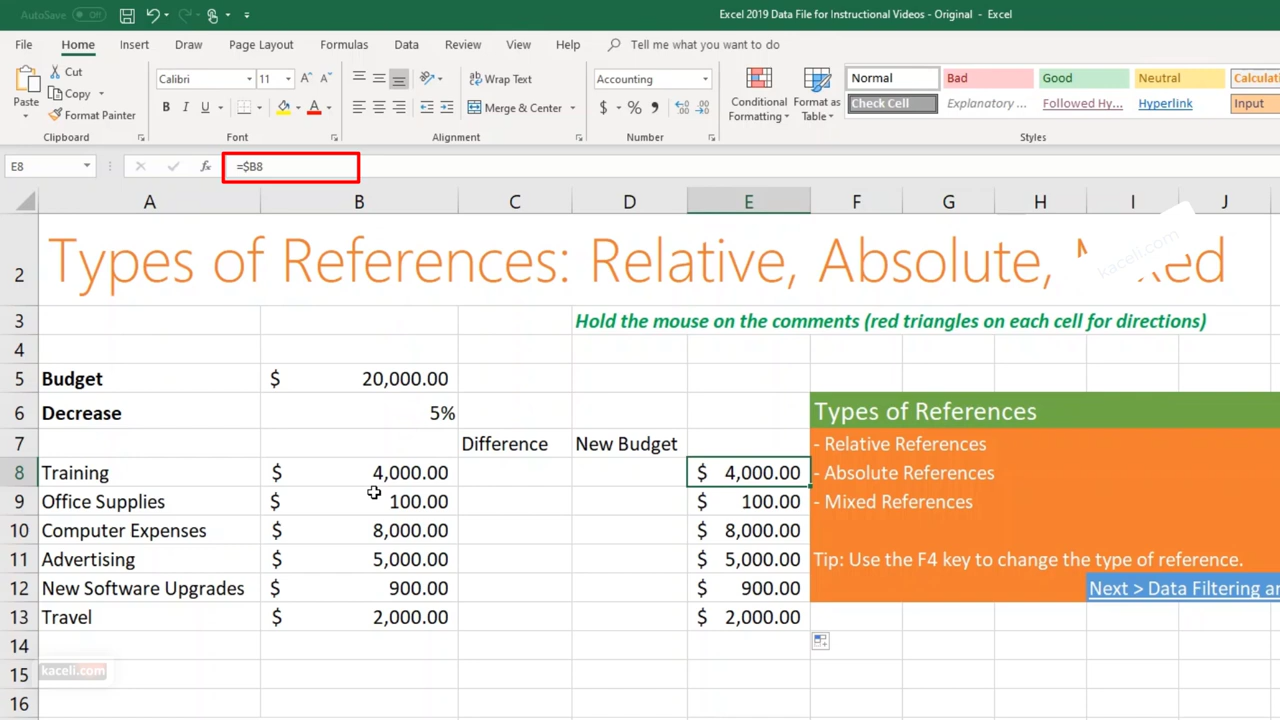 AutoSave Off
Excel 2019 Data File for Instructional Videos - Original - Excel
File Home Insert Draw Page Layout Formulas Data Review View Help Tell me what you want to do
Paste
Cut
Copy
Format Painter
Calibri 11
Wrap Text
Merge & Center
Accounting
Conditional Formatting
Format as Table
Normal Bad Good Neutral
Check Cell Explanatory ... Followed Hy... Hyperlink Input
Clipboard Font Alignment Number Styles
E8 fx =$B8
A B C D E F G H I J
2 Types of References: Relative, Absolute,
kaceli.com
3 Hold the mouse on the comments (red triangles on each cell for directions)
4
5 Budget $ 20,000.00
6 Decrease 5% Types of References
7 Difference New Budget - Relative References
8 Training $ 4,000.00 $ 4,000.00 - Absolute References
9 Office Supplies $ 100.00 $ 100.00 - Mixed References
10 Computer Expenses $ 8,000.00 $ 8,000.00
11 Advertising $ 5,000.00 $ 5,000.00 Tip: Use the F4 key to change the type of reference.
12 New Software Upgrades $ 900.00 $ 900.00 Next > Data Filtering
13 Travel $ 2,000.00 $ 2,000.00
14
15 kaceli.com
16